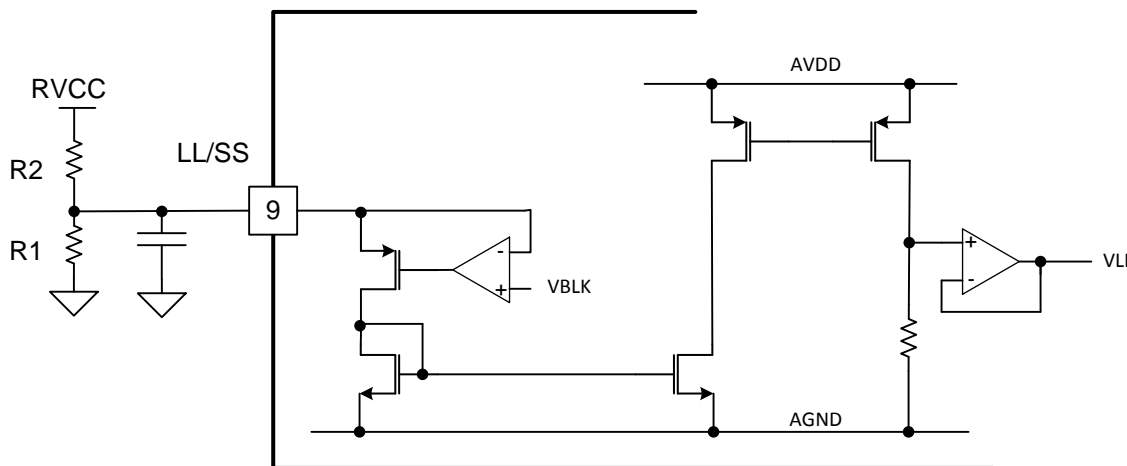 AVDD
RVCC
R2
LL/SS
9
R1
-
+
VBLK
+
-
AGND